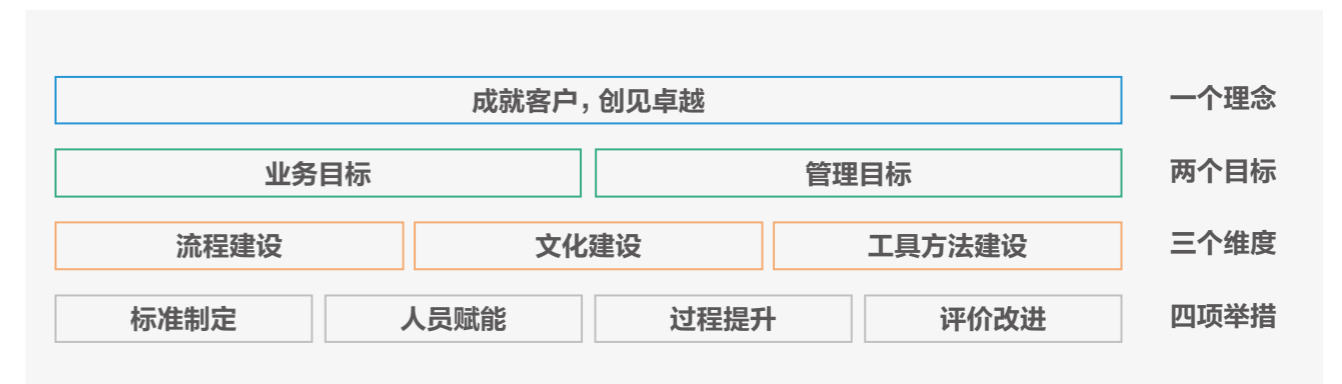 成就客户，创见卓越 一个理念
业务目标 管理目标 两个目标
流程建设 文化建设 工具方法建设 三个维度
标准制定 人员赋能 过程提升 评价改进 四项举措